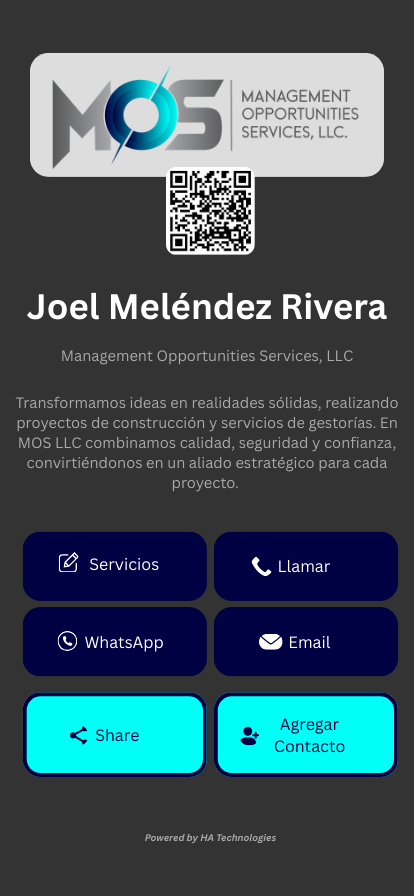 MOS
MANAGEMENT
OPPORTUNITIES
SERVICES, LLC.
Joel Meléndez Rivera
Management Opportunities Services, LLC
Transformamos ideas en realidades sólidas, realizando
proyectos de construcción y servicios de gestorías. En
MOS LLC combinamos calidad, seguridad y confianza,
convirtiéndonos en un aliado estratégico para cada
proyecto.
Servicios
Llamar
WhatsApp
Email
Share
Agregar
Contacto
Powered by HA Technologies